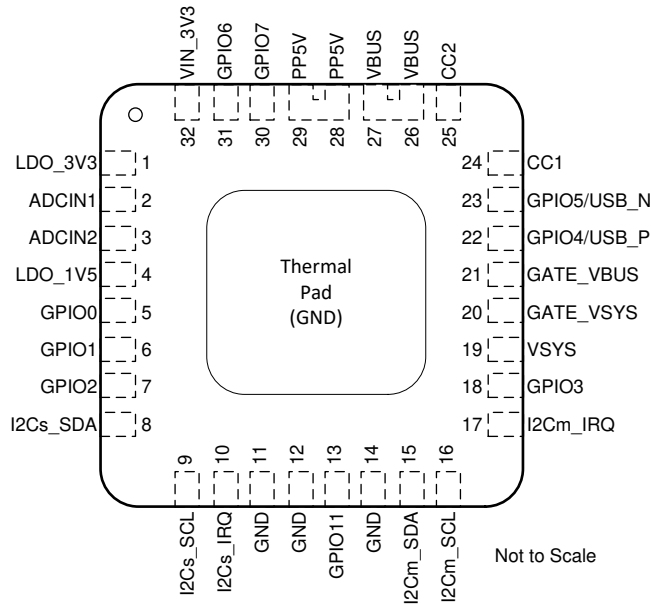 VIN_3V3
GPIO6
GPIO7
PP5V
PP5V
VBUS
VBUS
CC2
32
31
30
29
28
27
26
25
LDO_3V3 1
ADCIN1 2
ADCIN2 3
LDO_1V5 4
GPIO0 5
GPIO1 6
GPIO2 7
I2Cs_SDA 8
Thermal
Pad
(GND)
24 CC1
23 GPIO5/USB_N
22 GPIO4/USB_P
21 GATE_VBUS
20 GATE_VSYS
19 VSYS
18 GPIO3
17 I2Cm_IRQ
9
10
11
12
13
14
15
16
I2Cs_SCL
I2Cs_IRQ
GND
GND
GPIO11
GND
I2Cm_SDA
I2Cm_SCL
Not to Scale